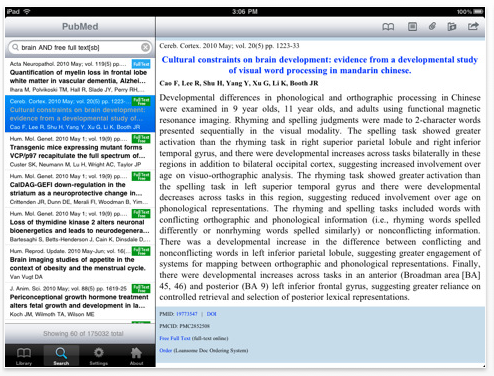 iPad
3:06 PM
100%
PubMed
brain AND free full text[sb]
Acta Neuropathol. 2010 May; vol. 119(5) pp....
Full Text
Quantification of myelin loss in frontal lobe
white matter in vascular dementia, Alzhei...
Ihara M, Polvikoski TM, Hall R, Slade JY, Perry RH,...
Cereb. Cortex. 2010 May; vol. 20(5) pp. 1223-
Full Text
Free
Cultural constraints on brain development:
evidence from a developmental study of...
Cao F, Lee R, Shu H, Yang Y, Xu G, Li K, Booth JR
Hum. Mol. Genet. 2010 May 1; vol. 19(9) pp....
Full Text
Free
Transgenic mice expressing mutant forms
VCP/p97 recapitulate the full spectrum of...
Custer SK, Neumann M, Lu H, Wright AC, Taylor JP
Hum. Mol. Genet. 2010 May 1; vol. 19(9) pp....
Full Text
Free
CalDAG-GEFI down-regulation in the
striatum as a neuroprotective change in...
Crittenden JR, Dunn DE, Merali FI, Woodman B, Yim...
Hum. Mol. Genet. 2010 May 1; vol. 19(9) pp....
Full Text
Free
Loss of thymidine kinase 2 alters neuronal
bioenergetics and leads to neurodegenera...
Bartesaghi S, Betts-Henderson J, Cain K, Dinsdale D...
Hum. Reprod. Update. 2010 May-Jun; vol. 16(...
Full Text
Free
Brain imaging studies of appetite in the
context of obesity and the menstrual cycle.
Van Vugt DA
J. Anim. Sci. 2010 May; vol. 88(5) pp. 1619-25
Full Text
Free
Periconceptional growth hormone treatment
alters fetal growth and development in la...
Koch JM, Wilmoth TA, Wilson ME
Showing 60 of 175032 total
Library
Search
Settings
About
Cereb. Cortex. 2010 May; vol. 20(5) pp. 1223-33
Cultural constraints on brain development: evidence from a developmental study
of visual word processing in mandarin chinese.
Cao F, Lee R, Shu H, Yang Y, Xu G, Li K, Booth JR
Developmental differences in phonological and orthographic processing in Chinese
were examined in 9 year olds, 11 year olds, and adults using functional magnetic
resonance imaging. Rhyming and spelling judgments were made to 2-character words
presented sequentially in the visual modality. The spelling task showed greater
activation than the rhyming task in right superior parietal lobule and right inferior
temporal gyrus, and there were developmental increases across tasks bilaterally in these
regions in addition to bilateral occipital cortex, suggesting increased involvement over
age on visuo-orthographic analysis. The rhyming task showed greater activation than
the spelling task in left superior temporal gyrus and there were developmental
decreases across tasks in this region, suggesting reduced involvement over age on
phonological representations. The rhyming and spelling tasks included words with
conflicting orthographic and phonological information (i.e., rhyming words spelled
differently or nonrhyming words spelled similarly) or nonconflicting information.
There was a developmental increase in the difference between conflicting and
nonconflicting words in left inferior parietal lobule, suggesting greater engagement of
systems for mapping between orthographic and phonological representations. Finally,
there were developmental increases across tasks in an anterior (Broadman area [BA]
45, 46) and posterior (BA 9) left inferior frontal gyrus, suggesting greater reliance on
controlled retrieval and selection of posterior lexical representations.
PMID: 19773547 | DOI
PMCID: PMC2852508
Free Full Text (full-text online)
Order (Loansome Doc Ordering System)